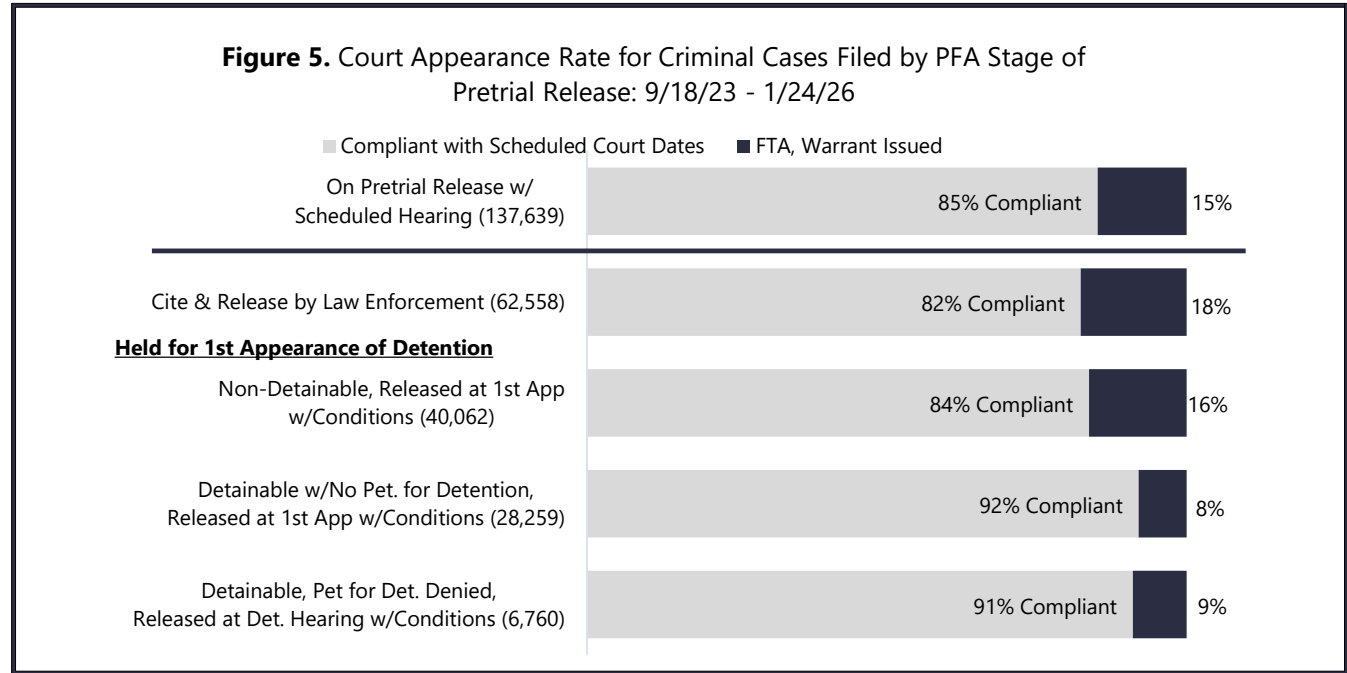 Figure 5. Court Appearance Rate for Criminal Cases Filed by PFA Stage of
Pretrial Release: 9/18/23 - 1/24/26
Compliant with Scheduled Court Dates FTA, Warrant Issued
On Pretrial Release w/
Scheduled Hearing (137,639)
85% Compliant 15%
Cite & Release by Law Enforcement (62,558)
82% Compliant 18%
Held for 1st Appearance of Detention
Non-Detainable, Released at 1st App
w/Conditions (40,062)
84% Compliant 16%
Detainable w/No Pet. for Detention,
Released at 1st App w/Conditions (28,259)
92% Compliant 8%
Detainable, Pet for Det. Denied,
Released at Det. Hearing w/Conditions (6,760)
91% Compliant 9%